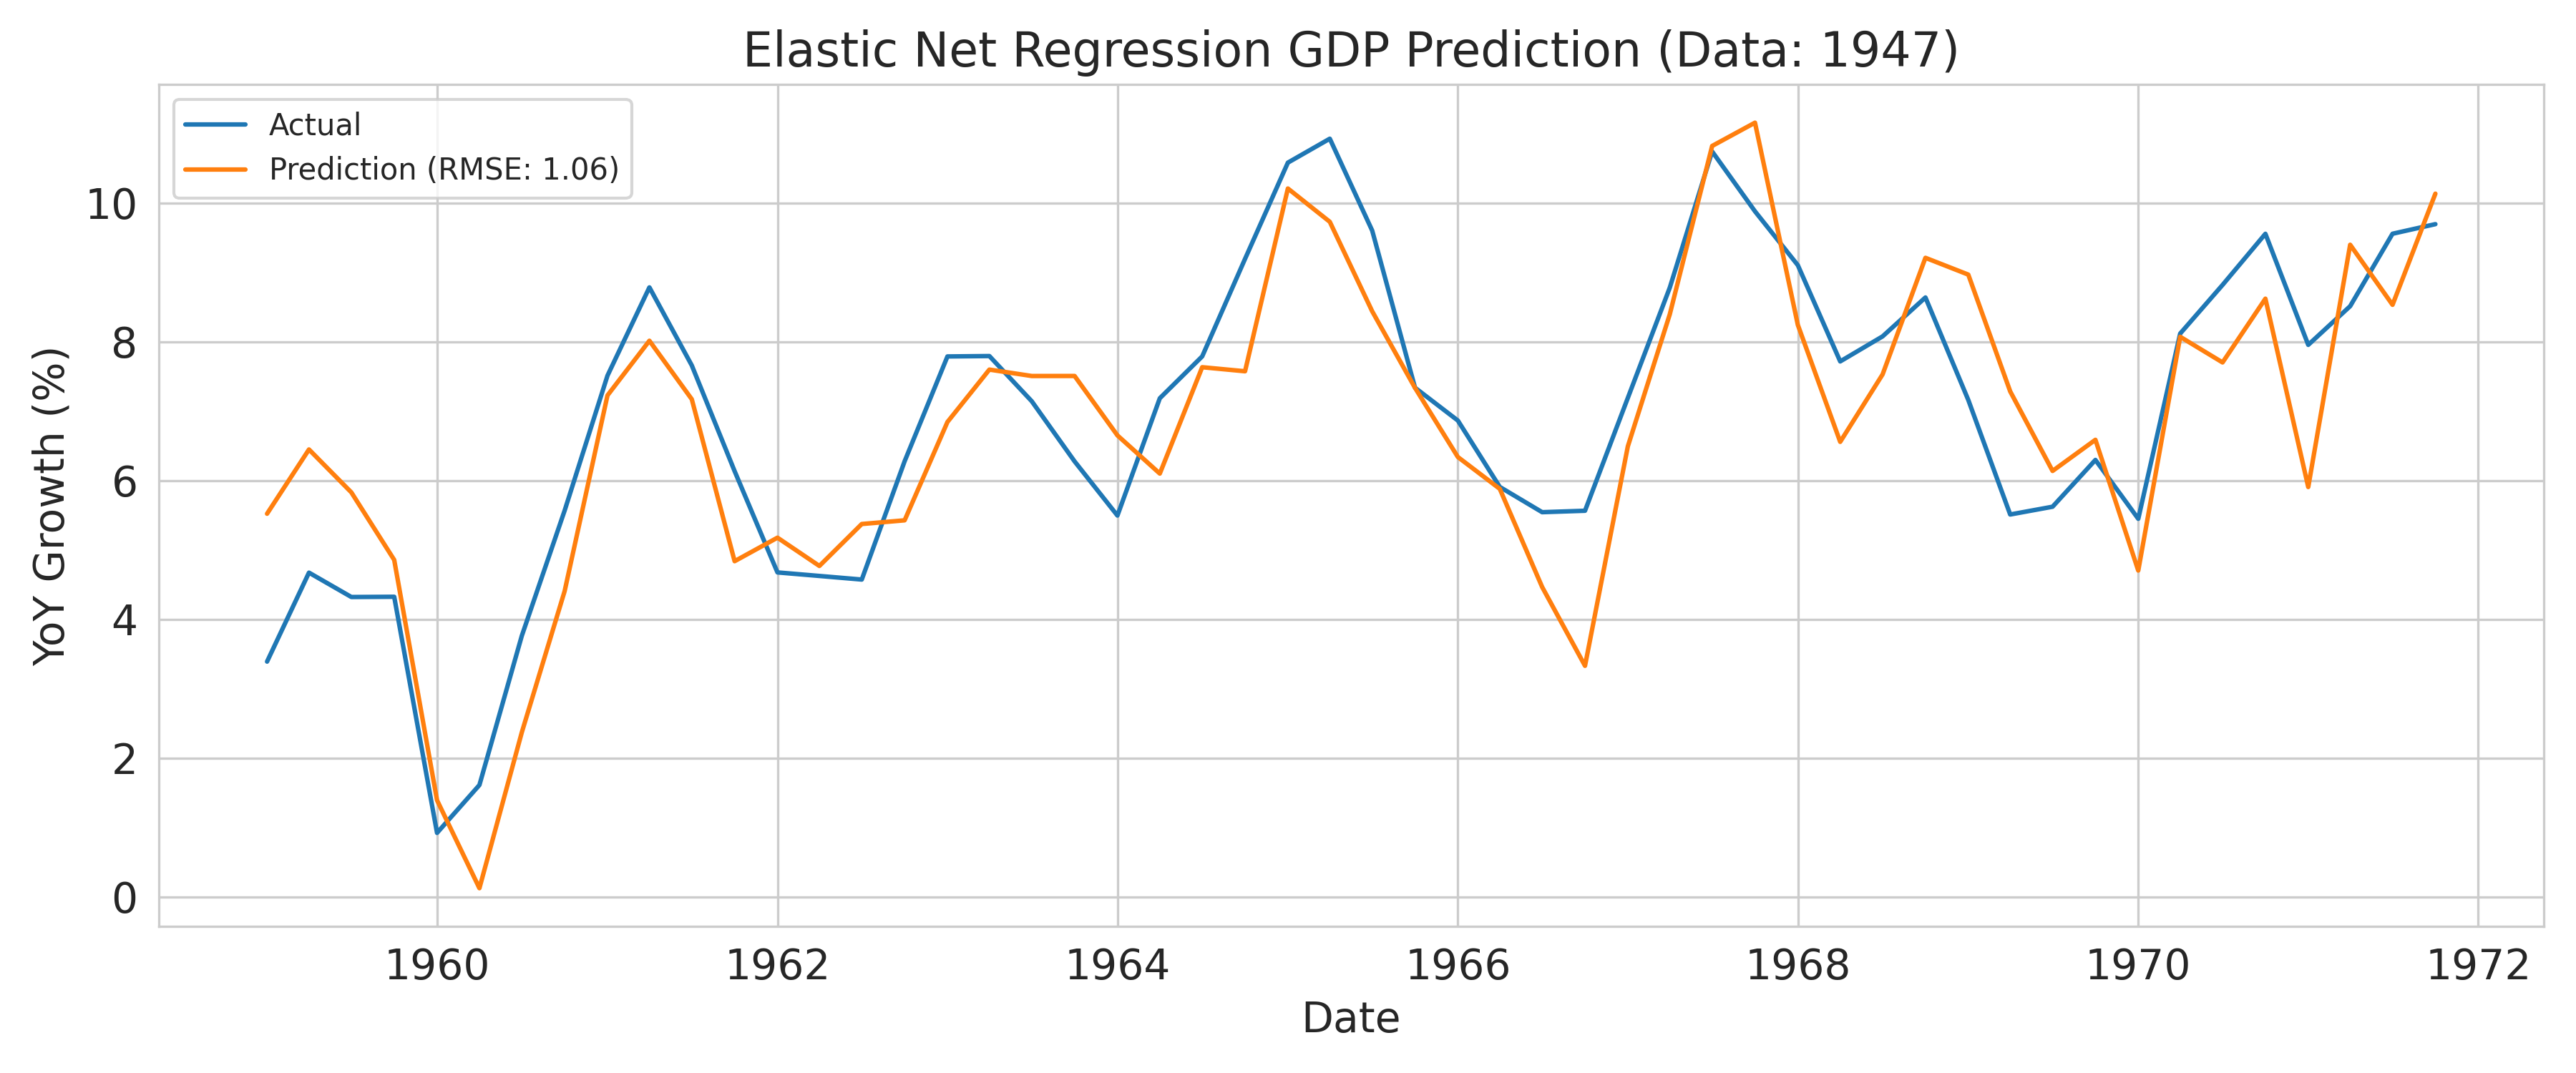 Elastic Net Regression GDP Prediction (Data: 1947)
Actual
Prediction (RMSE: 1.06)
YoY Growth (%)
10
8
6
4
2
0
1960
1962
1964
1966
1968
1970
1972
Date